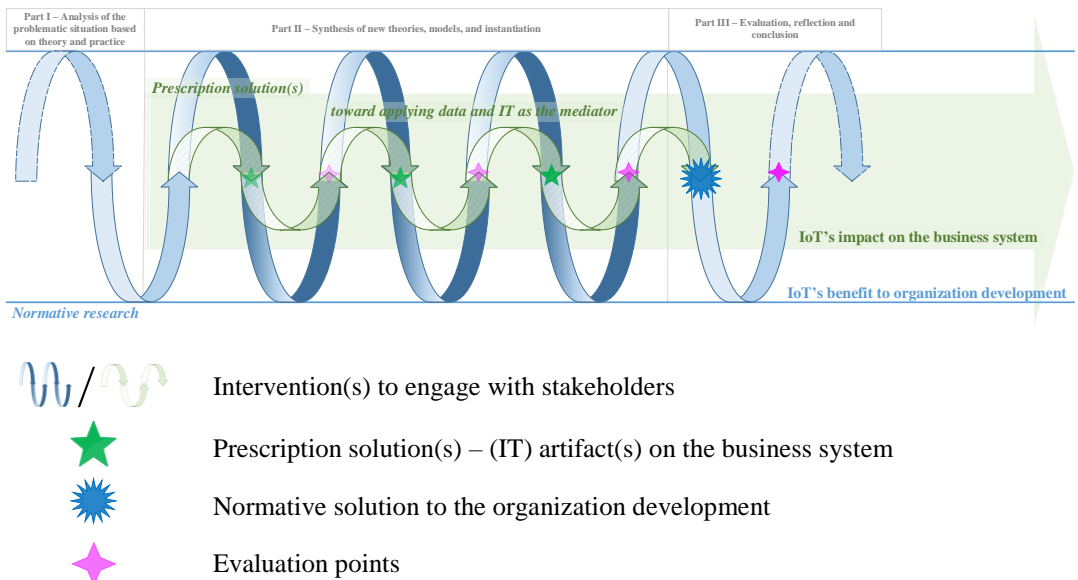 Part I – Analysis of the
problematic situation based
on theory and practice
Part II – Synthesis of new theories, models, and instantiation
Part III – Evaluation, reflection and
conclusion
Prescription solution(s)
toward applying data and IT as the mediator
IoT's impact on the business system
IoT's benefit to organization development
Normative research
Intervention(s) to engage with stakeholders
Prescription solution(s) – (IT) artifact(s) on the business system
Normative solution to the organization development
Evaluation points